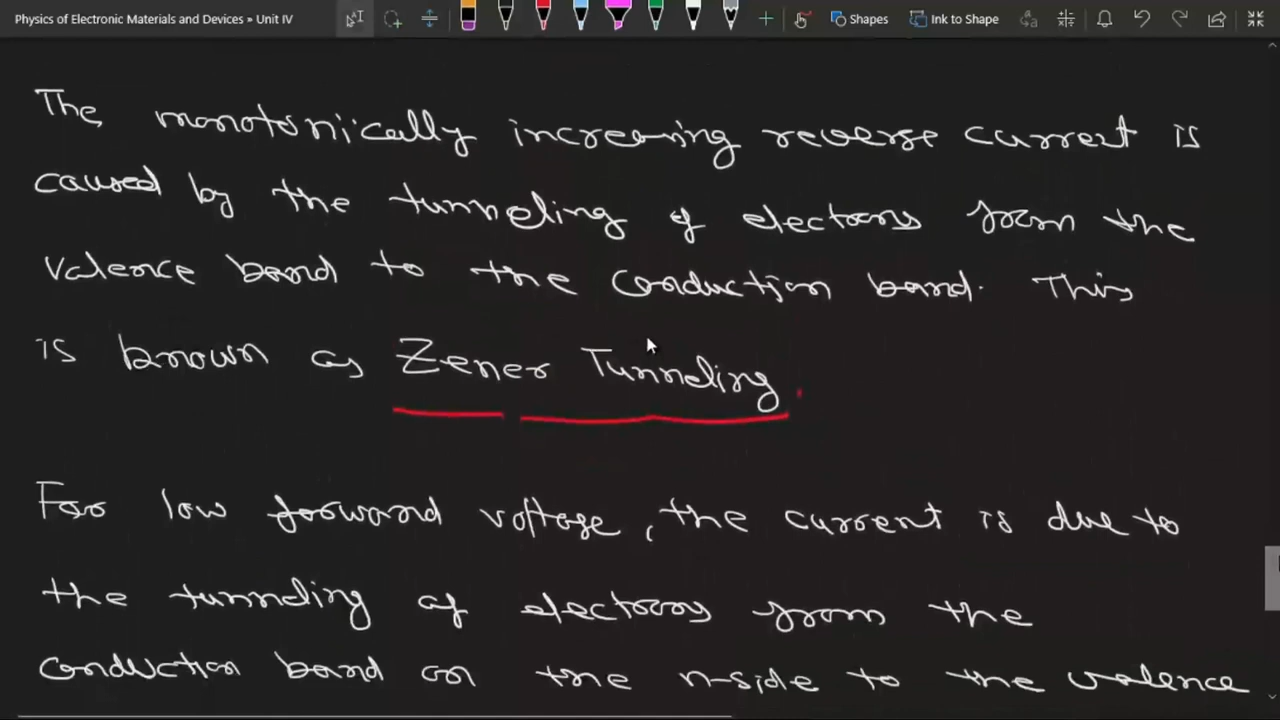 Physics of Electronic Materials and Devices » Unit IV
Shapes
Ink to Shape
The monotonically increasing reverse current is
caused by the tunneling of electrons from the
valence band to the conduction band. This
is known as Zener Tunneling.
For low forward voltage, the current is due to
the tunneling of electrons from the
conduction band on the n-side to the valence